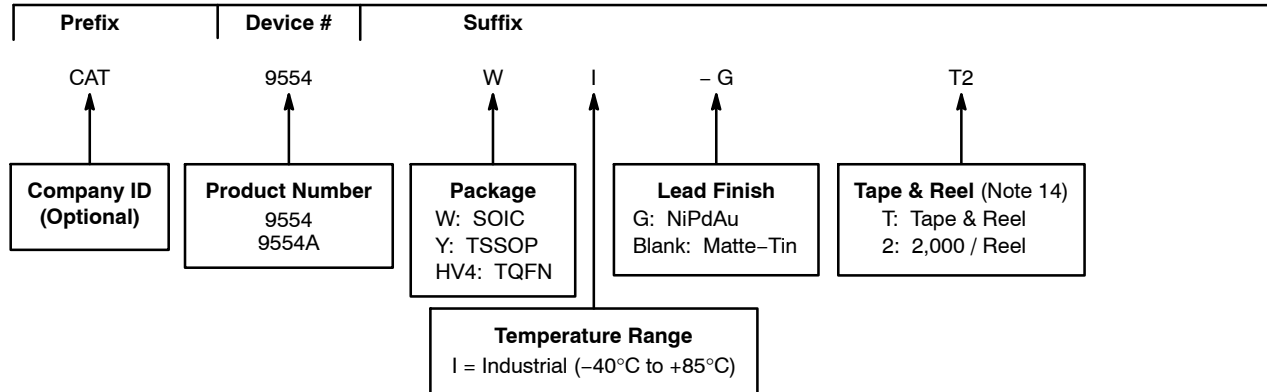 Prefix Device # Suffix
CAT 9554 W I – G T2
Company ID
(Optional)
Product Number
9554
9554A
Package
W: SOIC
Y: TSSOP
HV4: TQFN
Lead Finish
G: NiPdAu
Blank: Matte−Tin
Tape & Reel (Note 14)
T: Tape & Reel
2: 2,000 / Reel
Temperature Range
I = Industrial (−40°C to +85°C)